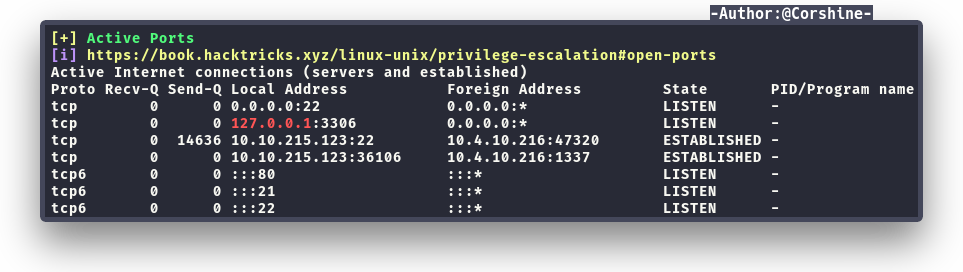 -Author:@Corshine-
[+] Active Ports
[i] https://book.hacktricks.xyz/linux-unix/privilege-escalation#open-ports
Active Internet connections (servers and established)
Proto Recv-Q Send-Q Local Address           Foreign Address         State       PID/Program name
tcp        0      0 0.0.0.0:22              0.0.0.0:*               LISTEN      -
tcp        0      0 127.0.0.1:3306          0.0.0.0:*               LISTEN      -
tcp        0  14636 10.10.215.123:22        10.4.10.216:47320       ESTABLISHED -
tcp        0      0 10.10.215.123:36106     10.4.10.216:1337        ESTABLISHED -
tcp6       0      0 :::80                   :::*                    LISTEN      -
tcp6       0      0 :::21                   :::*                    LISTEN      -
tcp6       0      0 :::22                   :::*                    LISTEN      -